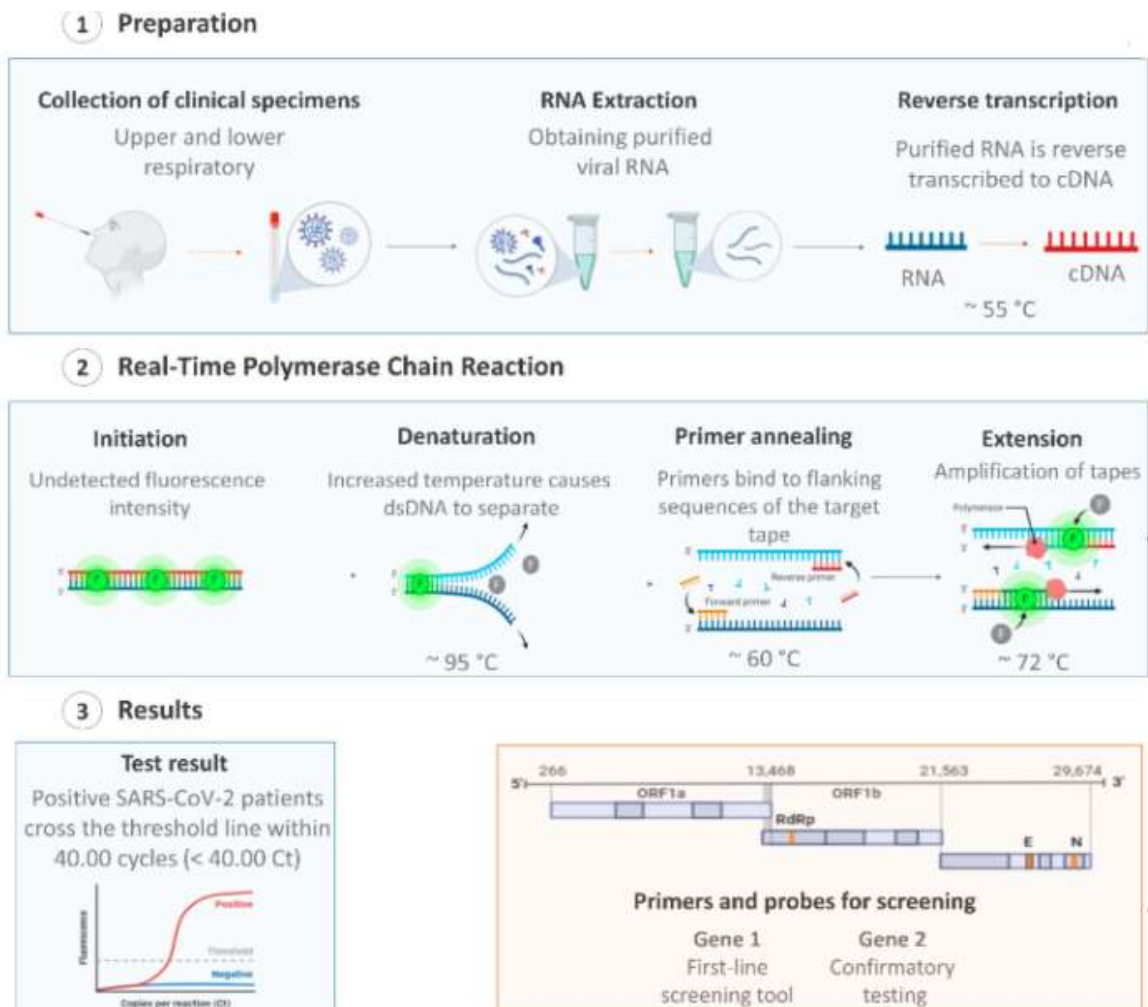 1 Preparation
Collection of clinical specimens
Upper and lower
respiratory
RNA Extraction
Obtaining purified
viral RNA
Reverse transcription
Purified RNA is reverse
transcribed to cDNA
RNA
cDNA
~ 55 °C
2 Real-Time Polymerase Chain Reaction
Initiation
Undetected fluorescence
intensity
F F F
3'
5'
Denaturation
Increased temperature causes
dsDNA to separate
F
F
F
~ 95 °C
Primer annealing
Primers bind to flanking
sequences of the target
tape
5'
Reverse primer
Forward primer
3'
~ 60 °C
Extension
Amplification of tapes
Polymerase
F
F
F
F
~ 72 °C
3 Results
Test result
Positive SARS-CoV-2 patients
cross the threshold line within
40.00 cycles (< 40.00 Ct)
Fluorescence
Positive
Threshold
Negative
Copies per reaction (Ct)
266 13,468 21,563 29,674
5' 3'
ORF1a ORF1b
RdRp
E N
Primers and probes for screening
Gene 1
First-line
screening tool
Gene 2
Confirmatory
testing